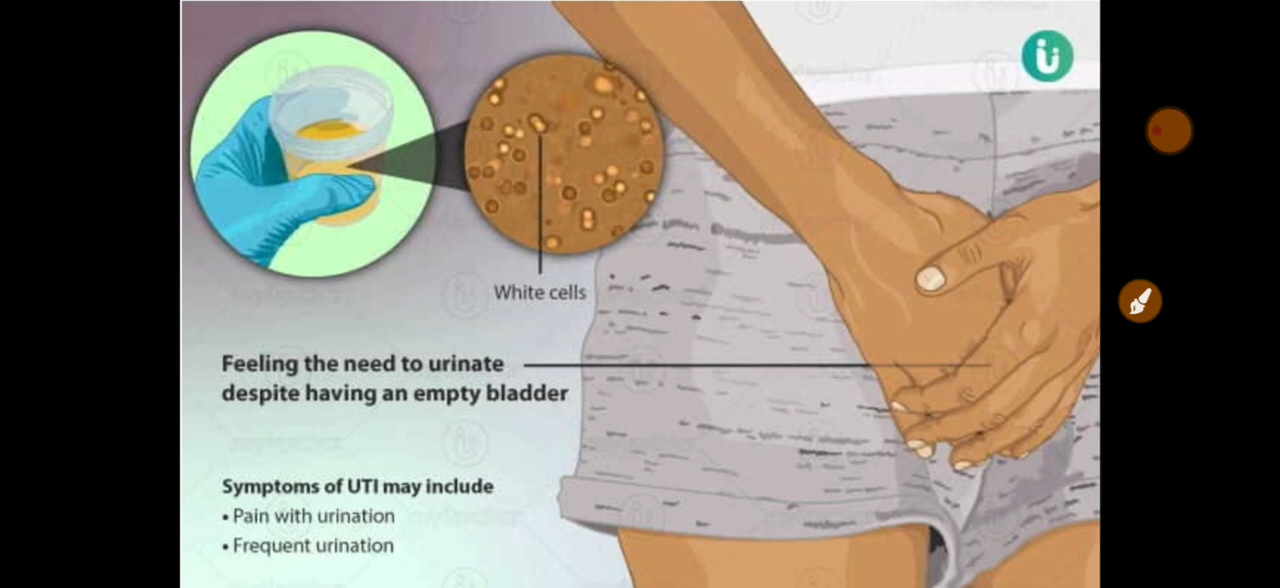 White cells
Feeling the need to urinate
despite having an empty bladder
Symptoms of UTI may include
• Pain with urination
• Frequent urination